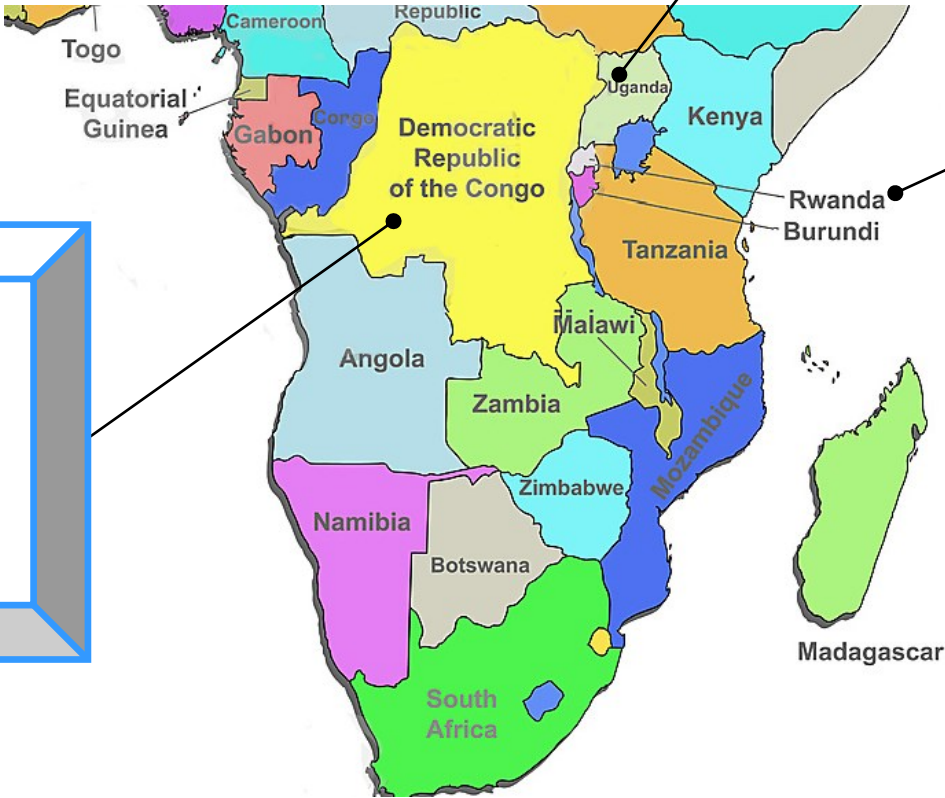 Republic
Cameroon
Togo
Uganda
Equatorial
Guinea
Kenya
Congo
Gabon
Democratic
Republic
of the Congo
Rwanda
Burundi
Tanzania
Malawi
Angola
Zambia
Mozambique
Zimbabwe
Namibia
Botswana
Madagascar
South
Africa